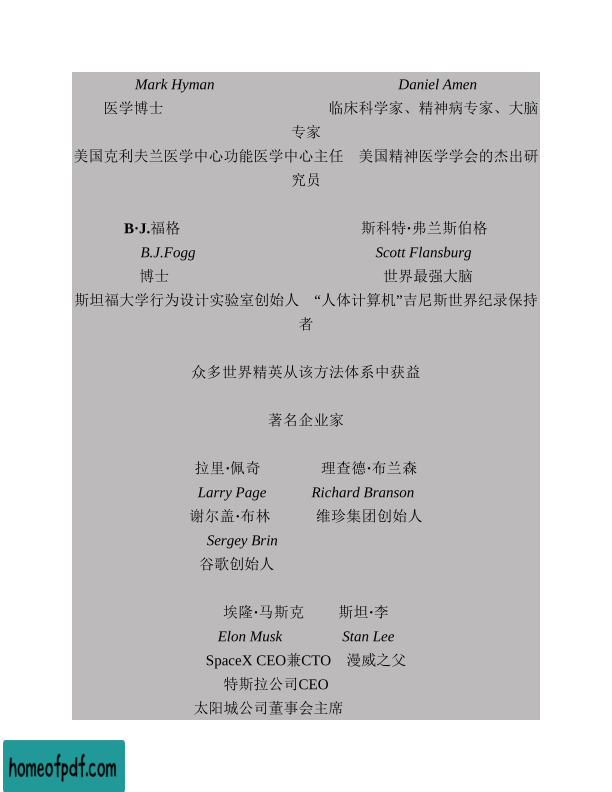 Mark Hyman Daniel Amen
医学博士 临床科学家、精神病专家、大脑
专家
美国克利夫兰医学中心功能医学中心主任 美国精神医学学会的杰出研
究员
B·J.福格 斯科特·弗兰斯伯格
B.J.Fogg Scott Flansburg
博士 世界最强大脑
斯坦福大学行为设计实验室创始人 “人体计算机”吉尼斯世界纪录保持
者
众多世界精英从该方法体系中获益
著名企业家
拉里·佩奇 理查德·布兰森
Larry Page Richard Branson
谢尔盖·布林 维珍集团创始人
Sergey Brin
谷歌创始人
埃隆·马斯克 斯坦·李
Elon Musk Stan Lee
SpaceX CEO兼CTO 漫威之父
特斯拉公司CEO
太阳城公司董事会主席
homeofpdf.com